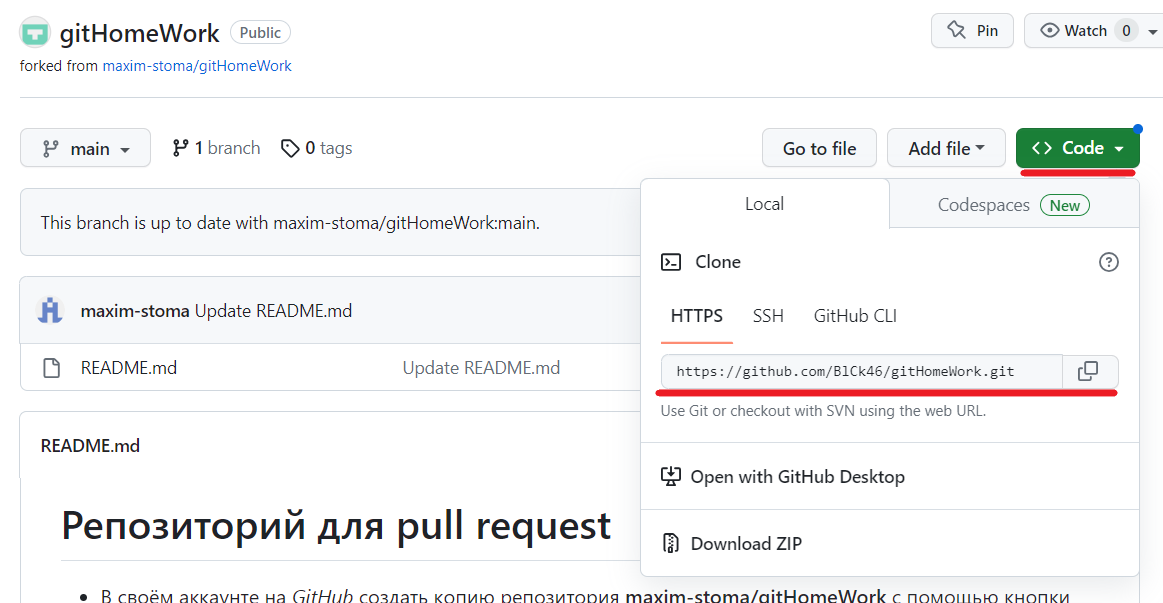 gitHomeWork Public
Pin
Watch 0
forked from maxim-stoma/gitHomeWork
main
1 branch
0 tags
Go to file
Add file
Code
This branch is up to date with maxim-stoma/gitHomeWork:main.
maxim-stoma Update README.md
README.md
Update README.md
Local
Codespaces New
Clone
HTTPS
SSH
GitHub CLI
https://github.com/BlCk46/gitHomeWork.git
Use Git or checkout with SVN using the web URL.
Open with GitHub Desktop
Download ZIP
README.md
Репозиторий для pull request
В своём аккаунте на GitHub создать копию репозитория maxim-stoma/gitHomeWork с помощью кнопки